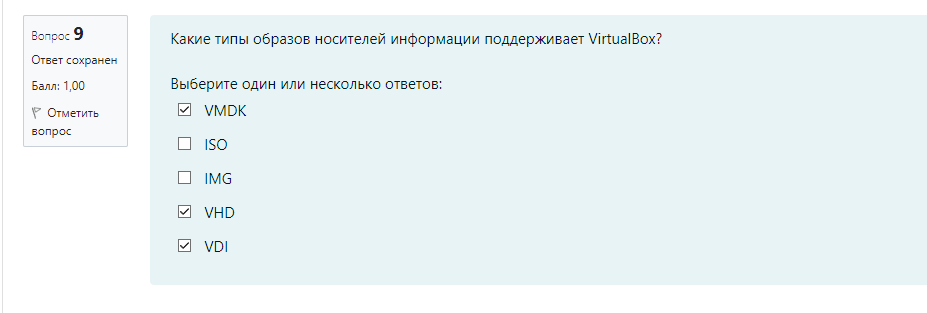 Вопрос 9
Ответ сохранен
Балл: 1,00
Отметить
вопрос
Какие типы образов носителей информации поддерживает VirtualBox?
Выберите один или несколько ответов:
VMDK
ISO
IMG
VHD
VDI